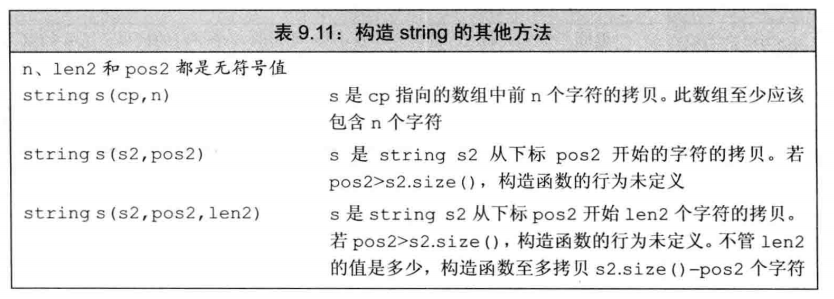 表 9.11：构造 string 的其他方法
n、len2 和 pos2 都是无符号值
string s(cp,n) s 是 cp 指向的数组中前 n 个字符的拷贝。此数组至少应该
包含 n 个字符
string s(s2,pos2) s 是 string s2 从下标 pos2 开始的字符的拷贝。若
pos2>s2.size()，构造函数的行为未定义
string s(s2,pos2,len2) s 是 string s2 从下标 pos2 开始 len2 个字符的拷贝。
若 pos2>s2.size()，构造函数的行为未定义。不管 len2
的值是多少，构造函数至多拷贝 s2.size()-pos2 个字符